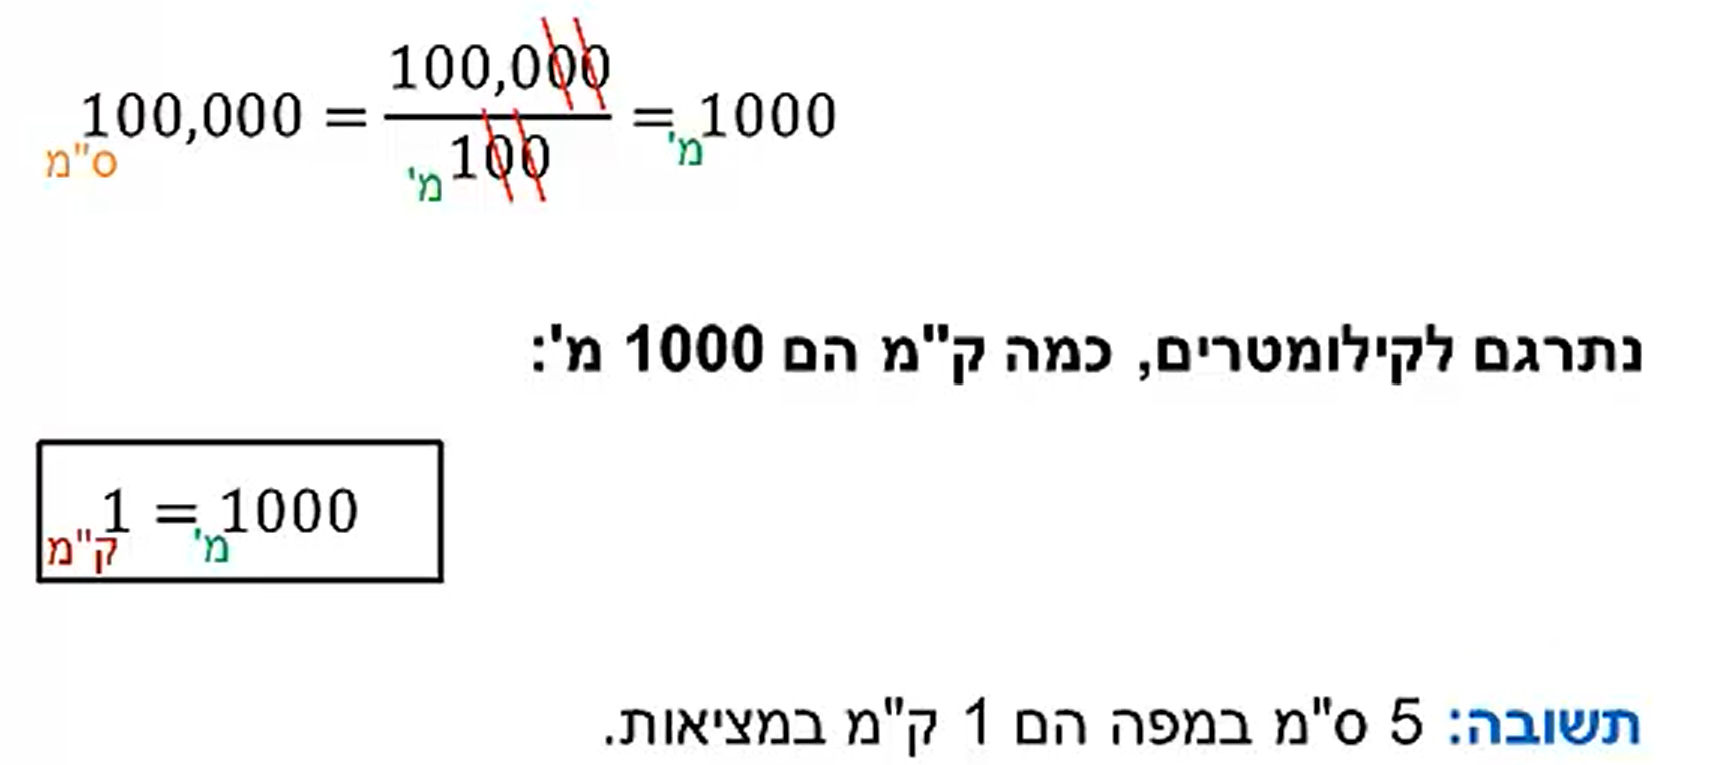 100,000 ס"מ = 100,000 / 100 מ' = 1000 מ'
נתרגם לקילומטרים, כמה ק"מ הם 1000 מ':
1 ק"מ = 1000 מ'
תשובה: 5 ס"מ במפה הם 1 ק"מ במציאות.